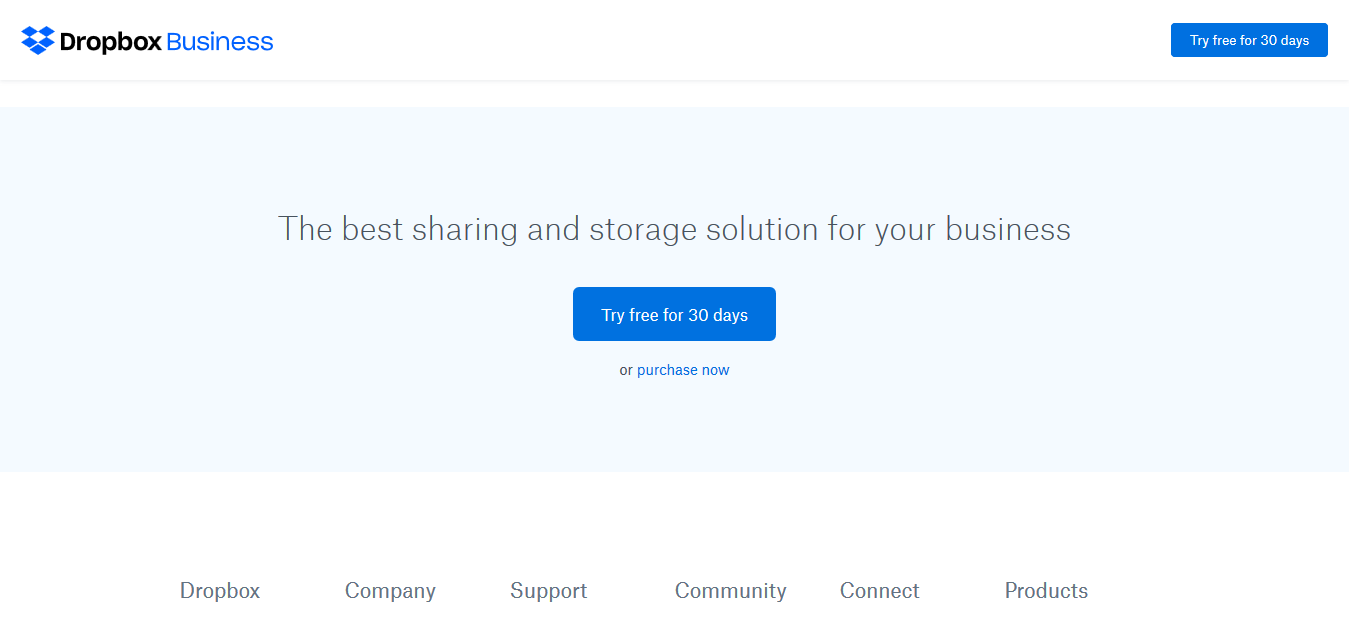 Dropbox Business
Try free for 30 days
The best sharing and storage solution for your business
Try free for 30 days
or purchase now
Dropbox Company Support Community Connect Products